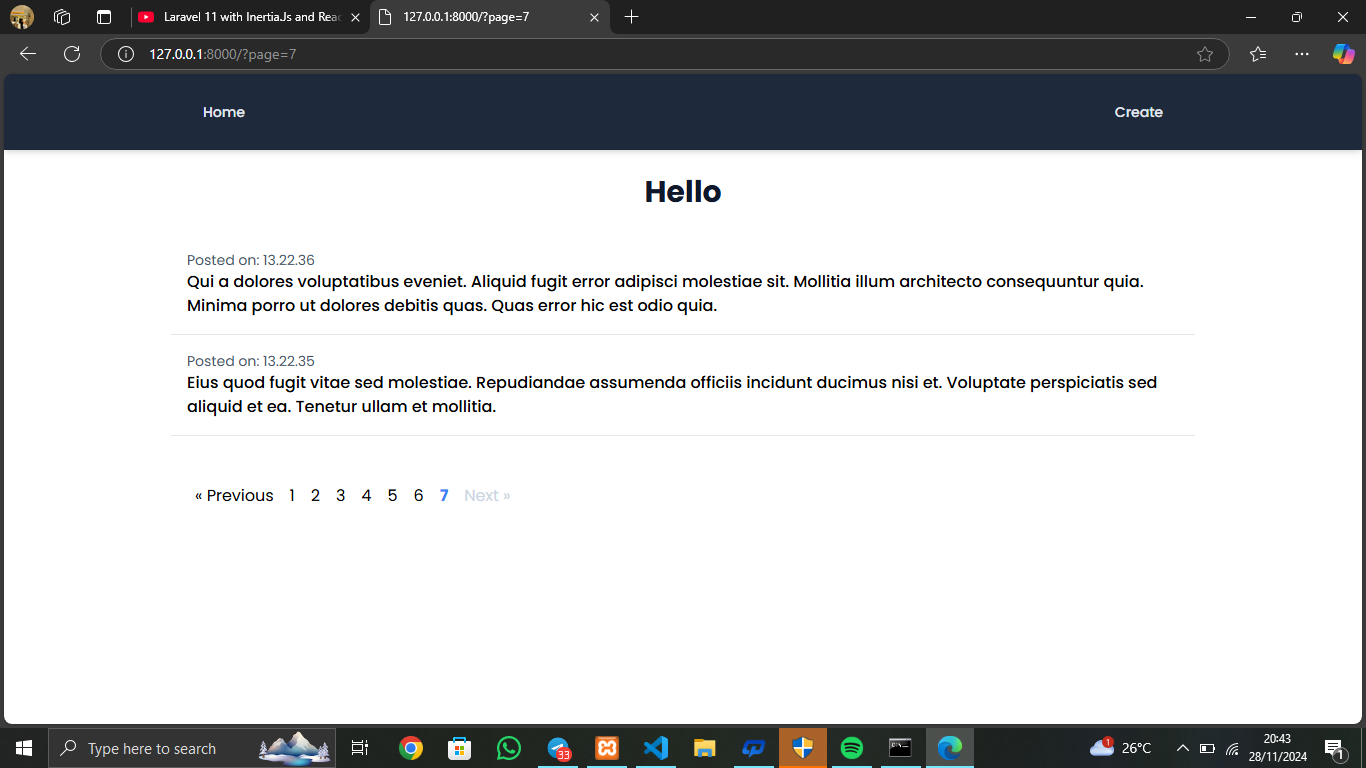 Laravel 11 with InertiaJs and Reac
127.0.0.1:8000/?page=7
127.0.0.1:8000/?page=7
Home
Create
Hello
Posted on: 13.22.36
Qui a dolores voluptatibus eveniet. Aliquid fugit error adipisci molestiae sit. Mollitia illum architecto consequuntur quia.
Minima porro ut dolores debitis quas. Quas error hic est odio quia.
Posted on: 13.22.35
Eius quod fugit vitae sed molestiae. Repudiandae assumenda officiis incidunt ducimus nisi et. Voluptate perspiciatis sed
aliquid et ea. Tenetur ullam et mollitia.
« Previous 1 2 3 4 5 6 7 Next »
Type here to search
33
1
26°C
20:43
28/11/2024
1